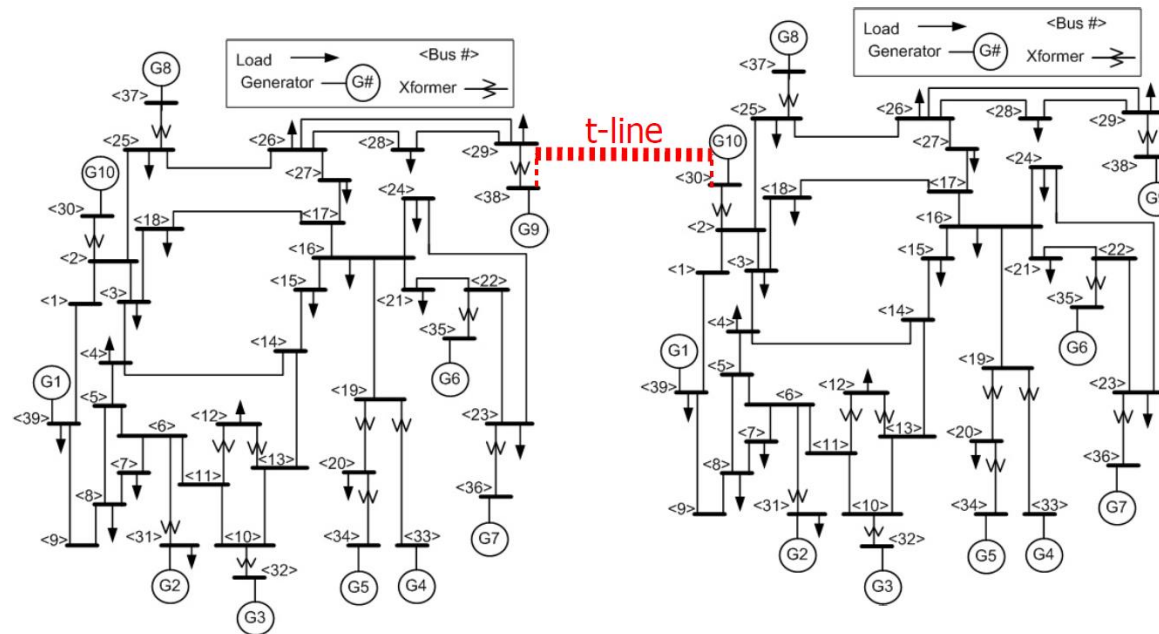 G8
Load
<Bus #>
Generator
G#
Xformer
<37>
<25>
<26>
<28>
<29>
G10
<27>
<24>
<38>
<30>
<18>
<17>
G9
<2>
<16>
<15>
<1>
<3>
<21>
<22>
<35>
<14>
<4>
G6
G1
<5>
<19>
<39>
<12>
<6>
<23>
<13>
<7>
<20>
<11>
<8>
<36>
<9>
<31>
<10>
<34>
<33>
G7
G2
<32>
G5
G4
G3
t-line
G8
Load
<Bus #>
Generator
G#
Xformer
<37>
<25>
<26>
<28>
<29>
G10
<27>
<24>
<38>
<30>
<18>
<17>
<2>
<16>
<15>
<3>
<22>
<1>
<21>
<35>
<14>
<4>
G6
G1
<5>
<19>
<12>
<39>
<6>
<23>
<7>
<13>
<20>
<11>
<8>
<36>
<9>
<31>
<10>
<34>
<33>
G7
G2
<32>
G5
G4
G3